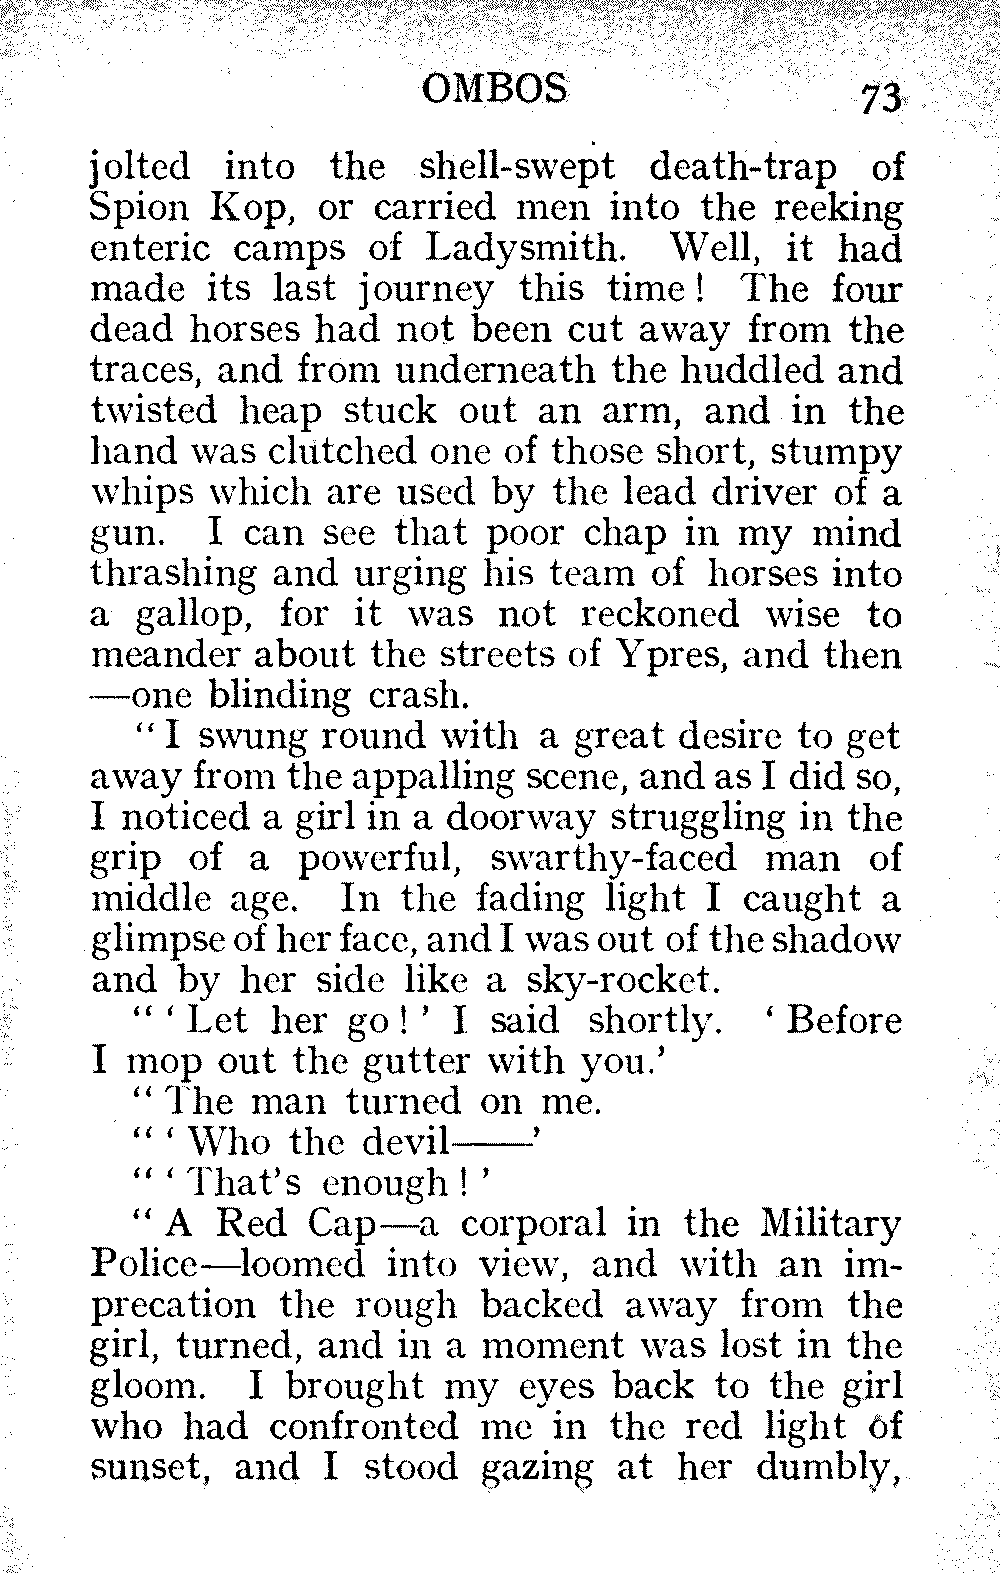 OMBOS 73
jolted into the shell-swept death-trap of
Spion Kop, or carried men into the reeking
enteric camps of Ladysmith. Well, it had
made its last journey this time! The four
dead horses had not been cut away from the
traces, and from underneath the huddled and
twisted heap stuck out an arm, and in the
hand was clutched one of those short, stumpy
whips which are used by the lead driver of a
gun. I can see that poor chap in my mind
thrashing and urging his team of horses into
a gallop, for it was not reckoned wise to
meander about the streets of Ypres, and then
—one blinding crash.
“I swung round with a great desire to get
away from the appalling scene, and as I did so,
I noticed a girl in a doorway struggling in the
grip of a powerful, swarthy-faced man of
middle age. In the fading light I caught a
glimpse of her face, and I was out of the shadow
and by her side like a sky-rocket.
“‘Let her go!’ I said shortly. ‘Before
I mop out the gutter with you.’
“The man turned on me.
“‘Who the devil——’
“‘That's enough!’
“A Red Cap—a corporal in the Military
Police—loomed into view, and with an im-
precation the rough backed away from the
girl, turned, and in a moment was lost in the
gloom. I brought my eyes back to the girl
who had confronted me in the red light of
sunset, and I stood gazing at her dumbly,